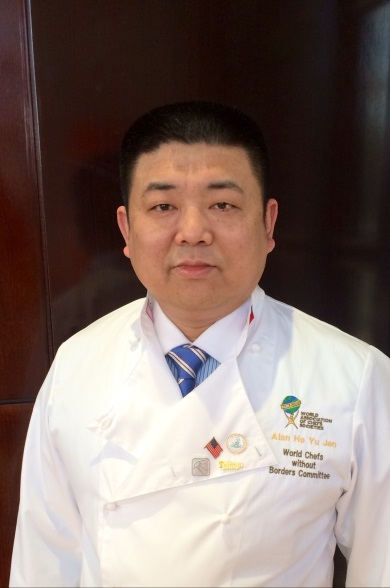 WORLD
ASSOCIATION
OF CHEFS
SOCIETIES
Alan Ho Yu Jen
World Chefs
without
Borders Committee